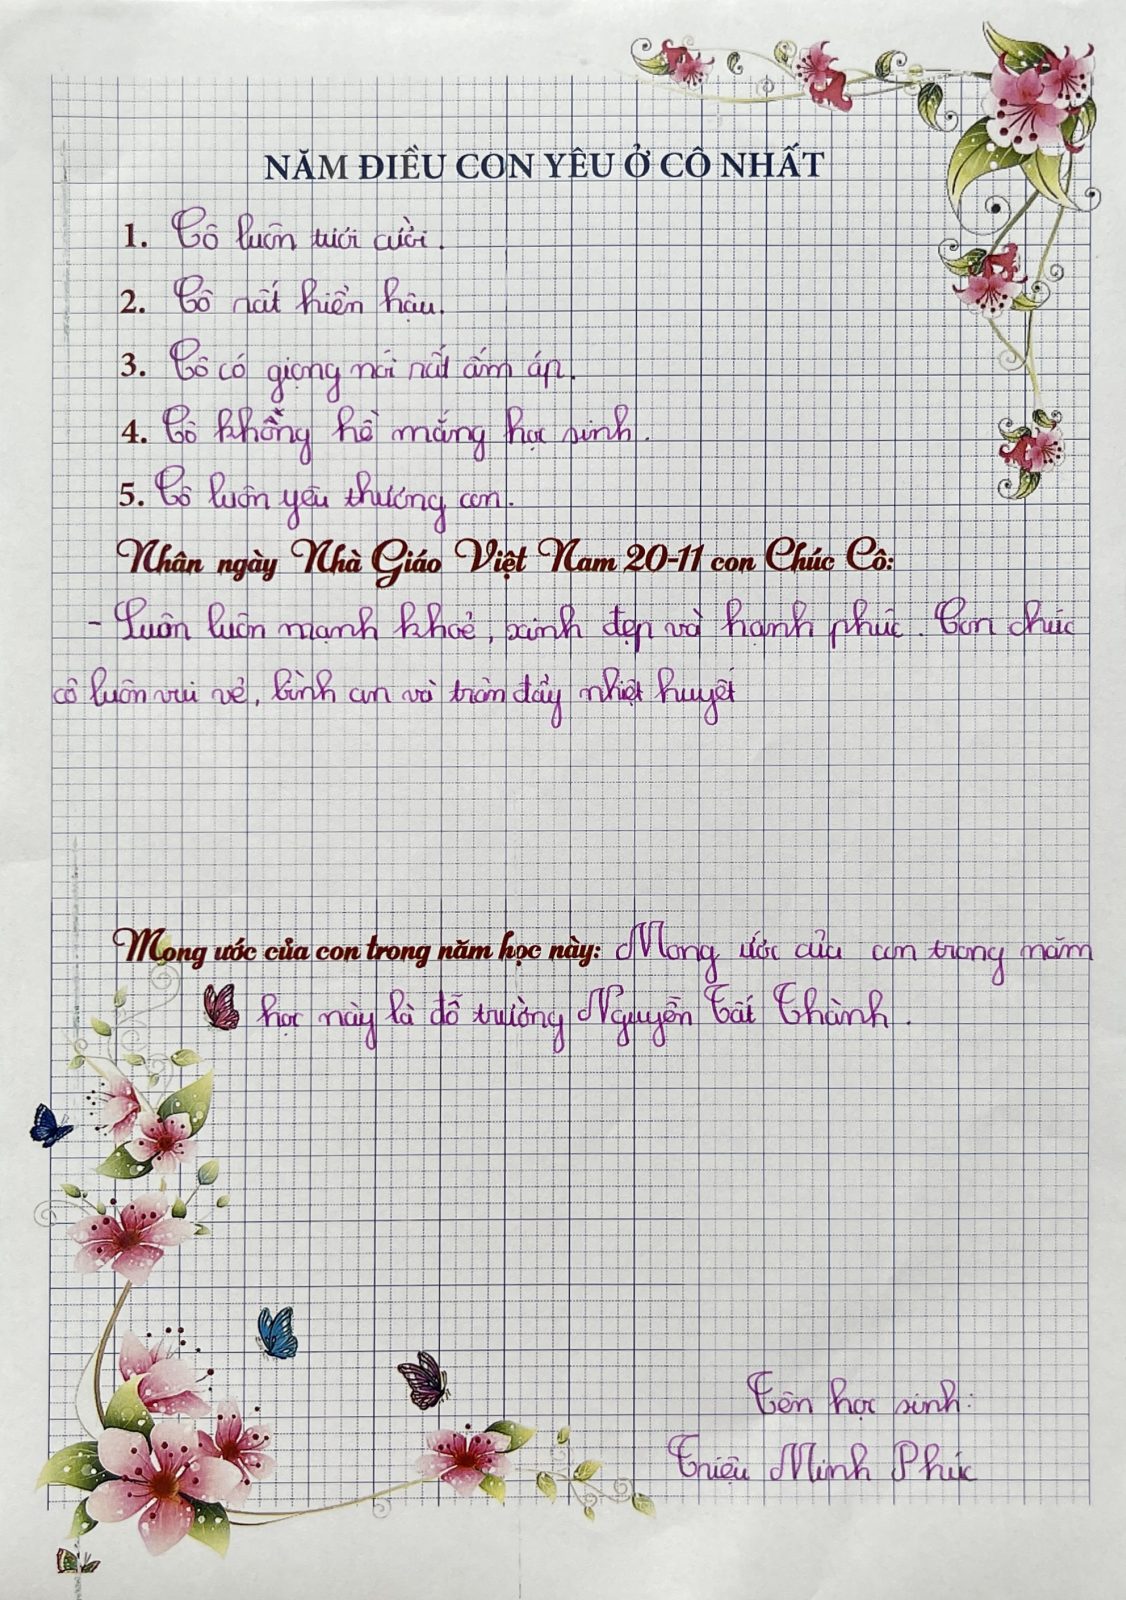 NĂM ĐIỀU CON YÊU Ở CÔ NHẤT
1. Cô luôn tươi cười.
2. Cô rất hiền hậu.
3. Cô có giọng nói rất ấm áp.
4. Cô không hề mắng học sinh.
5. Cô luôn yêu thương con.
Nhân ngày Nhà Giáo Việt Nam 20-11 con Chúc Cô:
- Luôn luôn mạnh khoẻ, xinh đẹp và hạnh phúc. Con chúc
cô luôn vui vẻ, bình an và tràn đầy nhiệt huyết
Mong ước của con trong năm học này: Mong ước của con trong năm
học này là đỗ trường Nguyễn Tất Thành.
Tên học sinh:
Triệu Minh Phúc